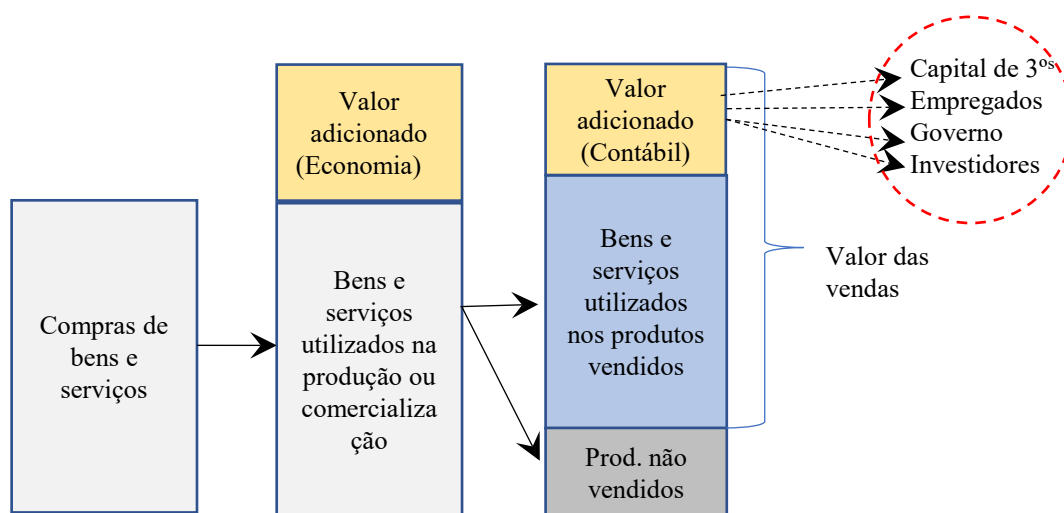 Compras de
bens e
serviços
Valor
adicionado
(Economia)
Bens e
serviços
utilizados na
produção ou
comercializa
ção
Valor
adicionado
(Contábil)
Bens e
serviços
utilizados
nos produtos
vendidos
Prod. não
vendidos
Valor das
vendas
Capital de 3ºˢ
Empregados
Governo
Investidores